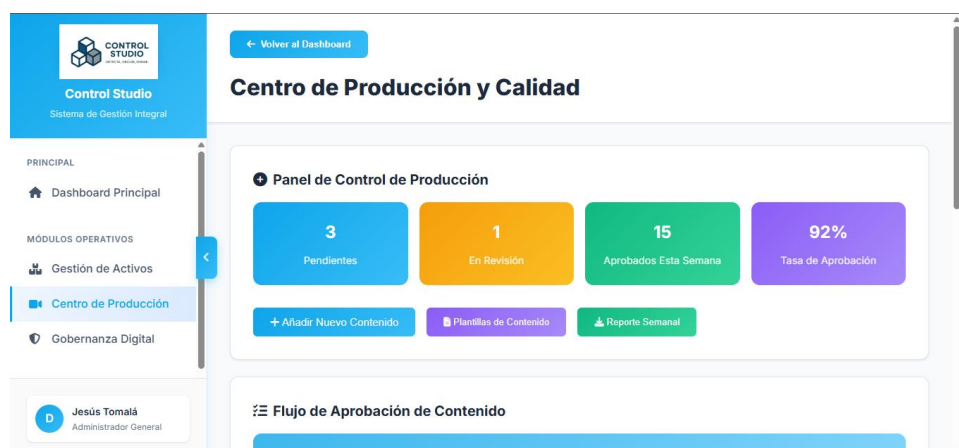 CONTROL
STUDIO
Control Studio
Sistema de Gestión Integral
PRINCIPAL
Dashboard Principal
MÓDULOS OPERATIVOS
Gestión de Activos
Centro de Producción
Gobernanza Digital
D
Jesús Tomalá
Administrador General
← Volver al Dashboard
Centro de Producción y Calidad
Panel de Control de Producción
3
Pendientes
1
En Revisión
15
Aprobados Esta Semana
92%
Tasa de Aprobación
+ Añadir Nuevo Contenido
Plantillas de Contenido
Reporte Semanal
Flujo de Aprobación de Contenido